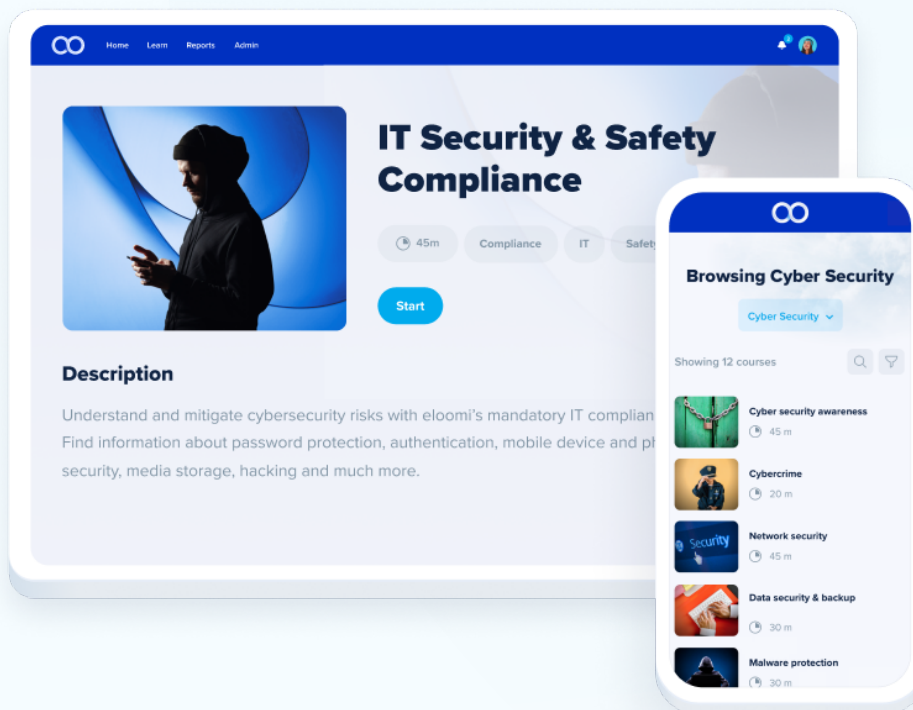 Home Learn Reports Admin
2
IT Security & Safety
Compliance
45m Compliance IT
Start
Description
Understand and mitigate cybersecurity risks with eloomi's mandatory IT
Find information about password protection, authentication, mobile device and
security, media storage, hacking and much more.
Browsing Cyber Security
Cyber Security
Showing 12 courses
Cyber security awareness
45 m
Cybercrime
20 m
Security
Network security
45 m
Data security & backup
30 m
Malware protection
30 m